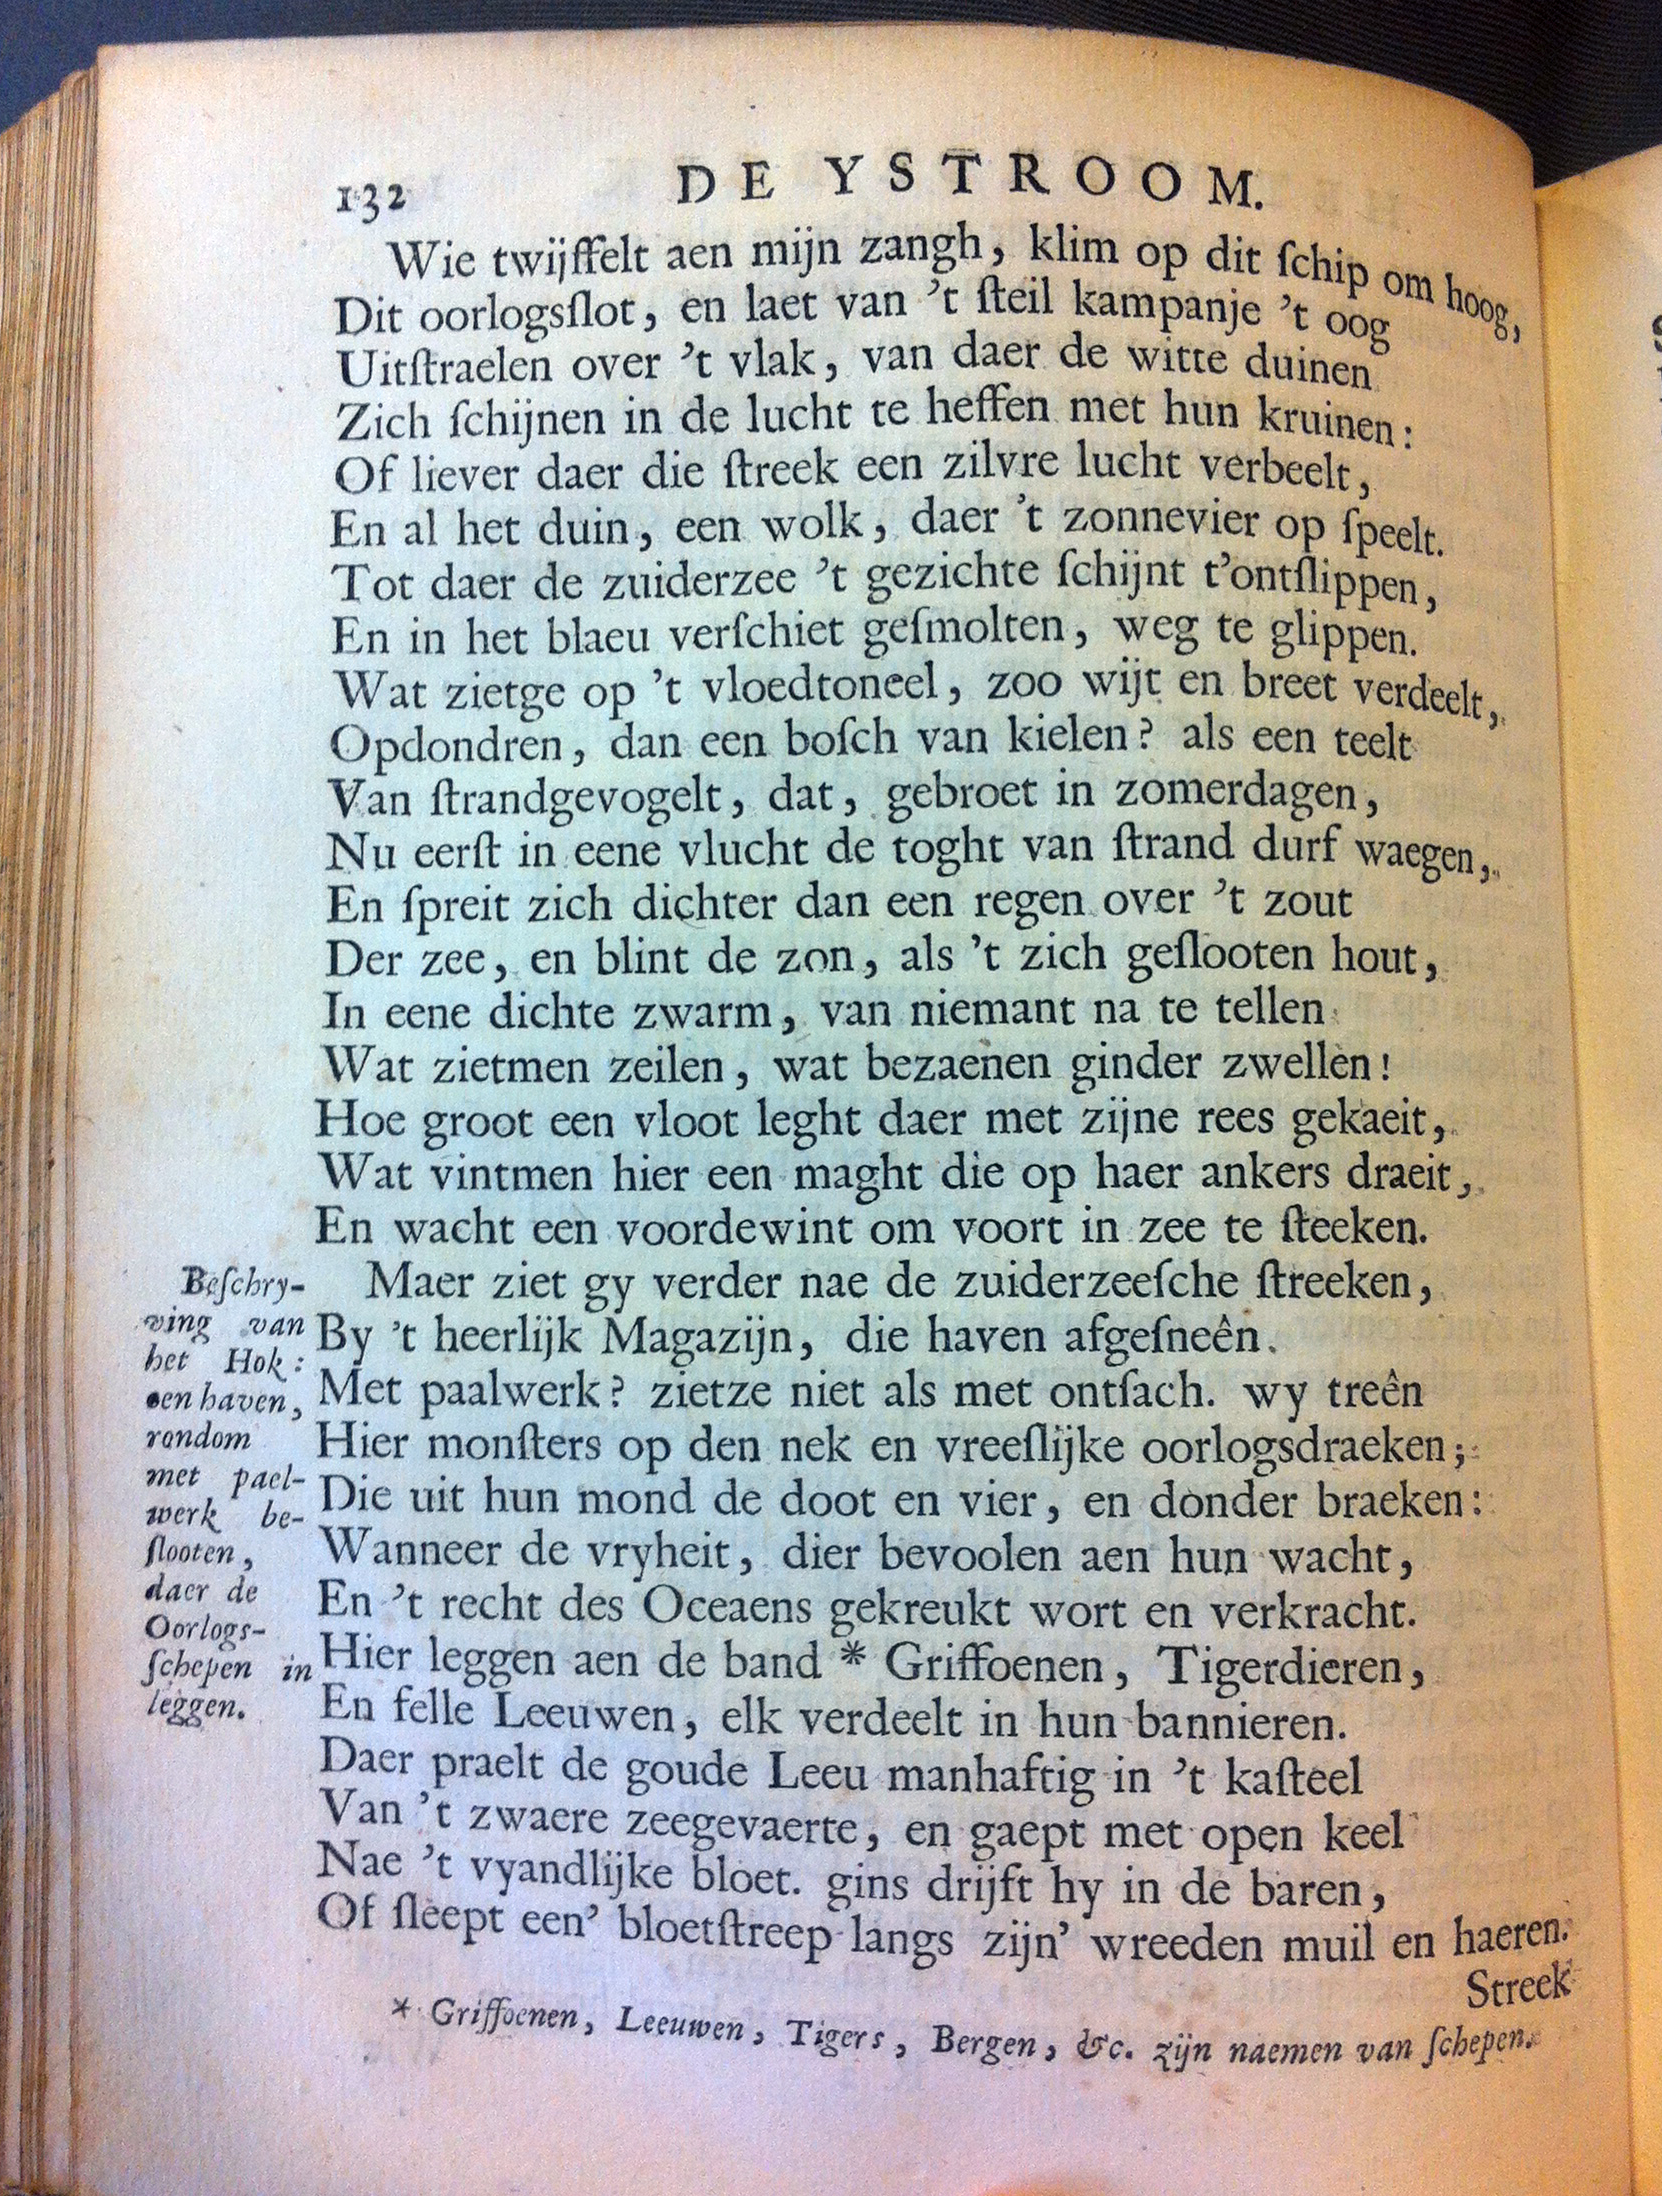 132 DE YSTROOM.
Wie twijffelt aen mijn zangh, klim op dit ſchip om hoog,
Dit oorlogsſlot, en laet van 't ſteil kampanje 't oog
Uitſtraelen over 't vlak, van daer de witte duinen
Zich ſchijnen in de lucht te heffen met hun kruinen:
Of liever daer die ſtreek een zilvre lucht verbeelt,
En al het duin, een wolk, daer 't zonnevier op ſpeelt.
Tot daer de zuiderzee 't gezichte ſchijnt t'ontſlippen,
En in het blaeu verſchiet geſmolten, weg te glippen.
Wat zietge op 't vloedtoneel, zoo wijt en breet verdeelt,
Opdondren, dan een boſch van kielen? als een teelt
Van ſtrandgevogelt, dat, gebroet in zomerdagen,
Nu eerſt in eene vlucht de toght van ſtrand durf waegen,
En ſpreit zich dichter dan een regen over 't zout
Der zee, en blint de zon, als 't zich geſlooten hout,
In eene dichte zwarm, van niemant na te tellen
Wat zietmen zeilen, wat bezaenen ginder zwellen!
Hoe groot een vloot leght daer met zijne rees gekaeit,
Wat vintmen hier een maght die op haer ankers draeit,
En wacht een voordewint om voort in zee te ſteeken.
Maer ziet gy verder nae de zuiderzeeſche ſtreeken,
By 't heerlijk Magazijn, die haven afgeſneên
Met paalwerk? zietze niet als met ontſach. wy treên
Hier monſters op den nek en vreeſlijke oorlogsdraeken;
Die uit hun mond de doot en vier, en donder braeken:
Wanneer de vryheit, dier bevoolen aen hun wacht,
En 't recht des Oceaens gekreukt wort en verkracht.
Hier leggen aen de band * Griffoenen, Tigerdieren,
En felle Leeuwen, elk verdeelt in hun bannieren.
Daer praelt de goude Leeu manhaftig in 't kaſteel
Van 't zwaere zeegevaerte, en gaept met open keel
Nae 't vyandlijke bloet. gins drijft hy in de baren,
Of ſleept een' bloetſtreep langs zijn' wreeden muil en haeren.
Streek
Beſchry-
ving van
het Hok:
een haven,
rondom
met pael-
werk be-
ſlooten,
daer de
Oorlogs-
ſchepen in
leggen.
* Griffoenen, Leeuwen, Tigers, Bergen, &c. zijn naemen van ſchepen.